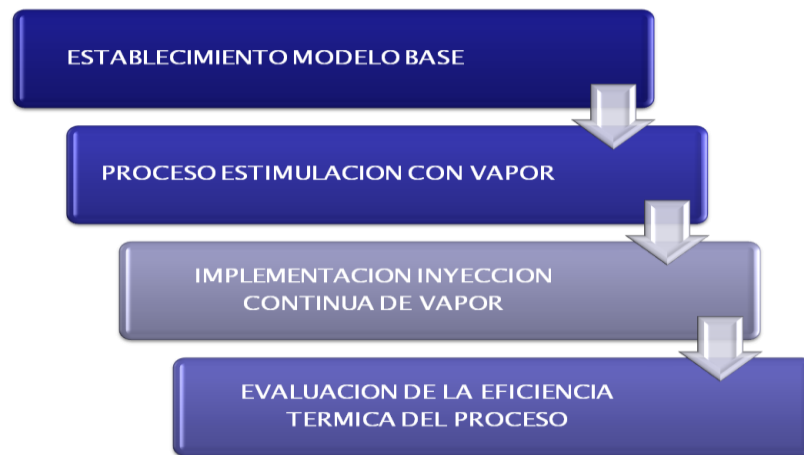 ESTABLECIMIENTO MODELO BASE
PROCESO ESTIMULACION CON VAPOR
IMPLEMENTACION INYECCION
CONTINUA DE VAPOR
EVALUACION DE LA EFICIENCIA
TERMICA DEL PROCESO